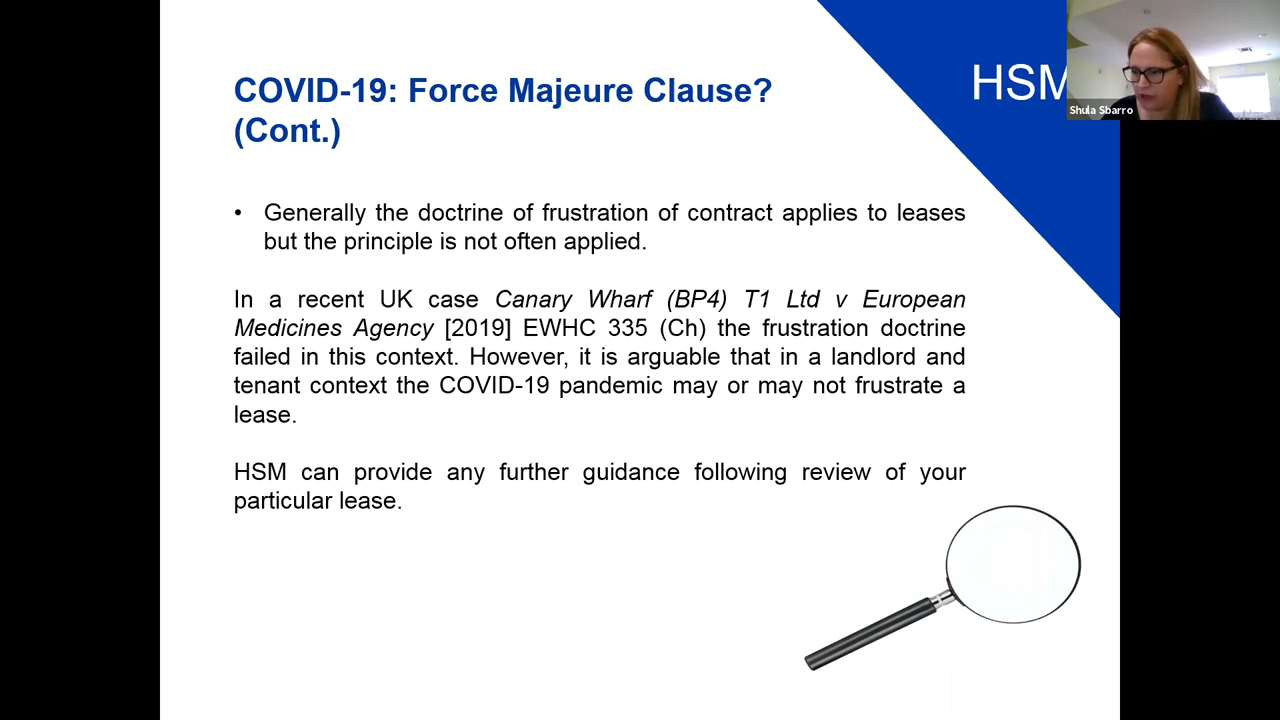 COVID-19: Force Majeure Clause?
(Cont.)
HSM
Shula Sbarro
• Generally the doctrine of frustration of contract applies to leases
but the principle is not often applied.
In a recent UK case Canary Wharf (BP4) T1 Ltd v European
Medicines Agency [2019] EWHC 335 (Ch) the frustration doctrine
failed in this context. However, it is arguable that in a landlord and
tenant context the COVID-19 pandemic may or may not frustrate a
lease.
HSM can provide any further guidance following review of your
particular lease.